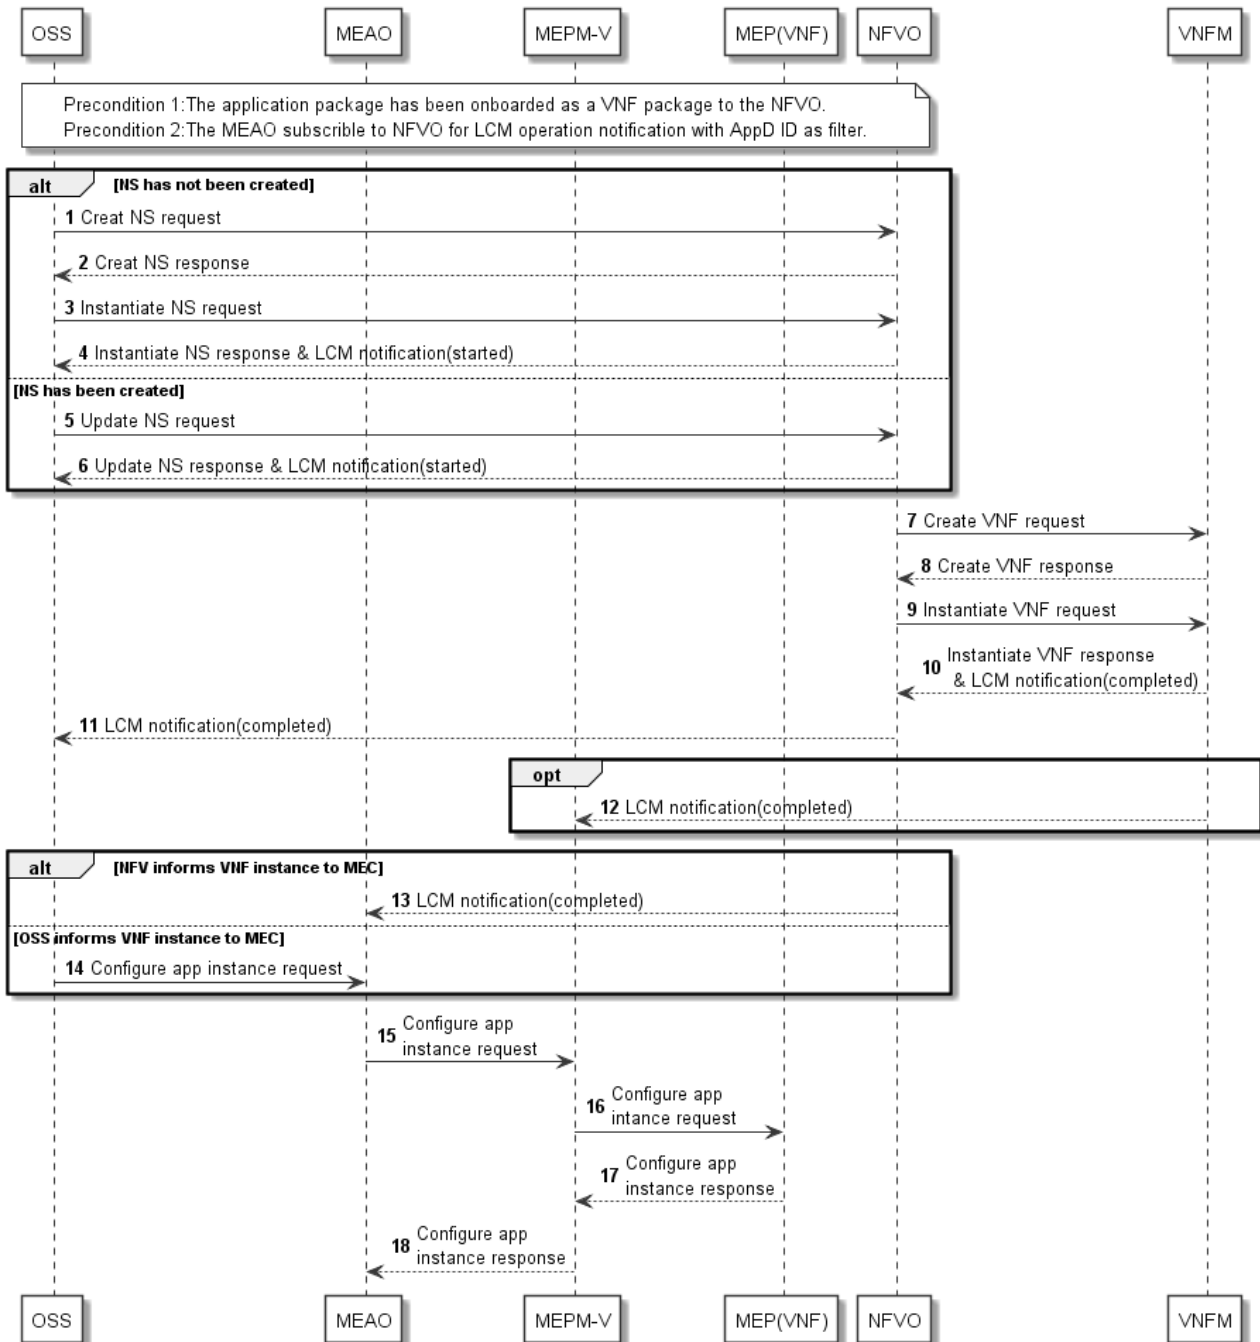 OSS MEAO MEPM-V MEP(VNF) NFVO VNFM
Precondition 1:The application package has been onboarded as a VNF package to the NFVO.
Precondition 2:The MEAO subscrible to NFVO for LCM operation notification with AppD ID as filter.
alt [NS has not been created]
1 Creat NS request
2 Creat NS response
3 Instantiate NS request
4 Instantiate NS response & LCM notification(started)
[NS has been created]
5 Update NS request
6 Update NS response & LCM notification(started)
7 Create VNF request
8 Create VNF response
9 Instantiate VNF request
10 Instantiate VNF response
& LCM notification(completed)
11 LCM notification(completed)
opt
12 LCM notification(completed)
alt [NFV informs VNF instance to MEC]
13 LCM notification(completed)
[OSS informs VNF instance to MEC]
14 Configure app instance request
15 Configure app
instance request
16 Configure app
intance request
17 Configure app
instance response
18 Configure app
instance response
OSS MEAO MEPM-V MEP(VNF) NFVO VNFM